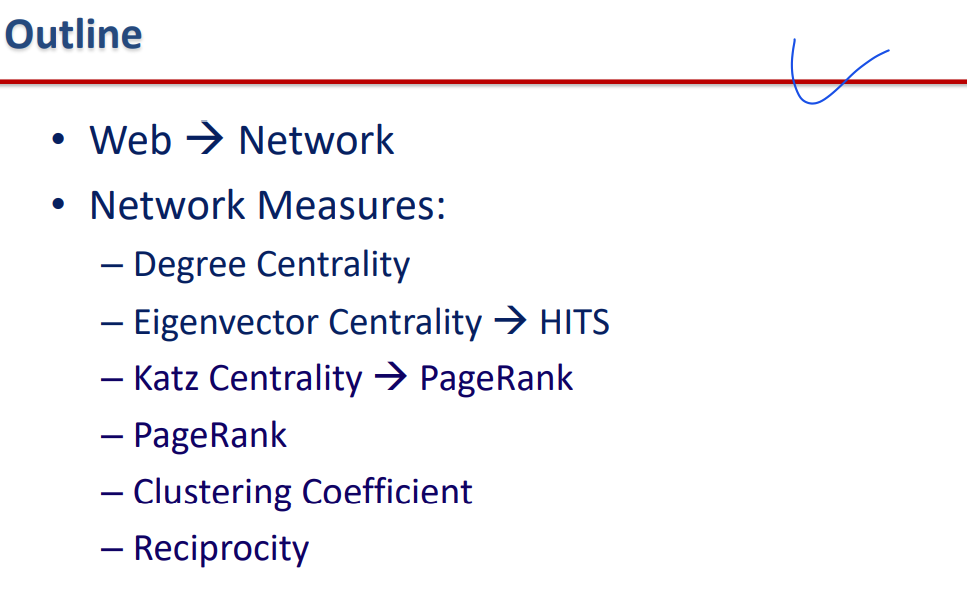 Outline
• Web → Network
• Network Measures:
– Degree Centrality
– Eigenvector Centrality → HITS
– Katz Centrality → PageRank
– PageRank
– Clustering Coefficient
– Reciprocity